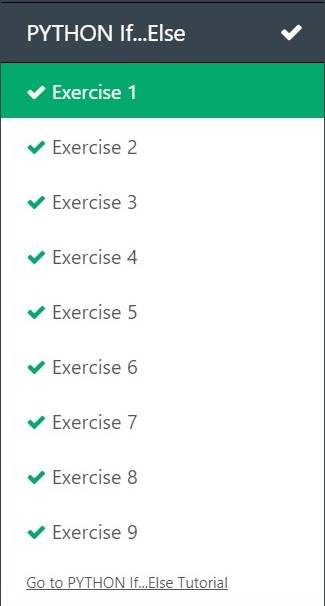 PYTHON If...Else
Exercise 1
Exercise 2
Exercise 3
Exercise 4
Exercise 5
Exercise 6
Exercise 7
Exercise 8
Exercise 9
Go to PYTHON If...Else Tutorial